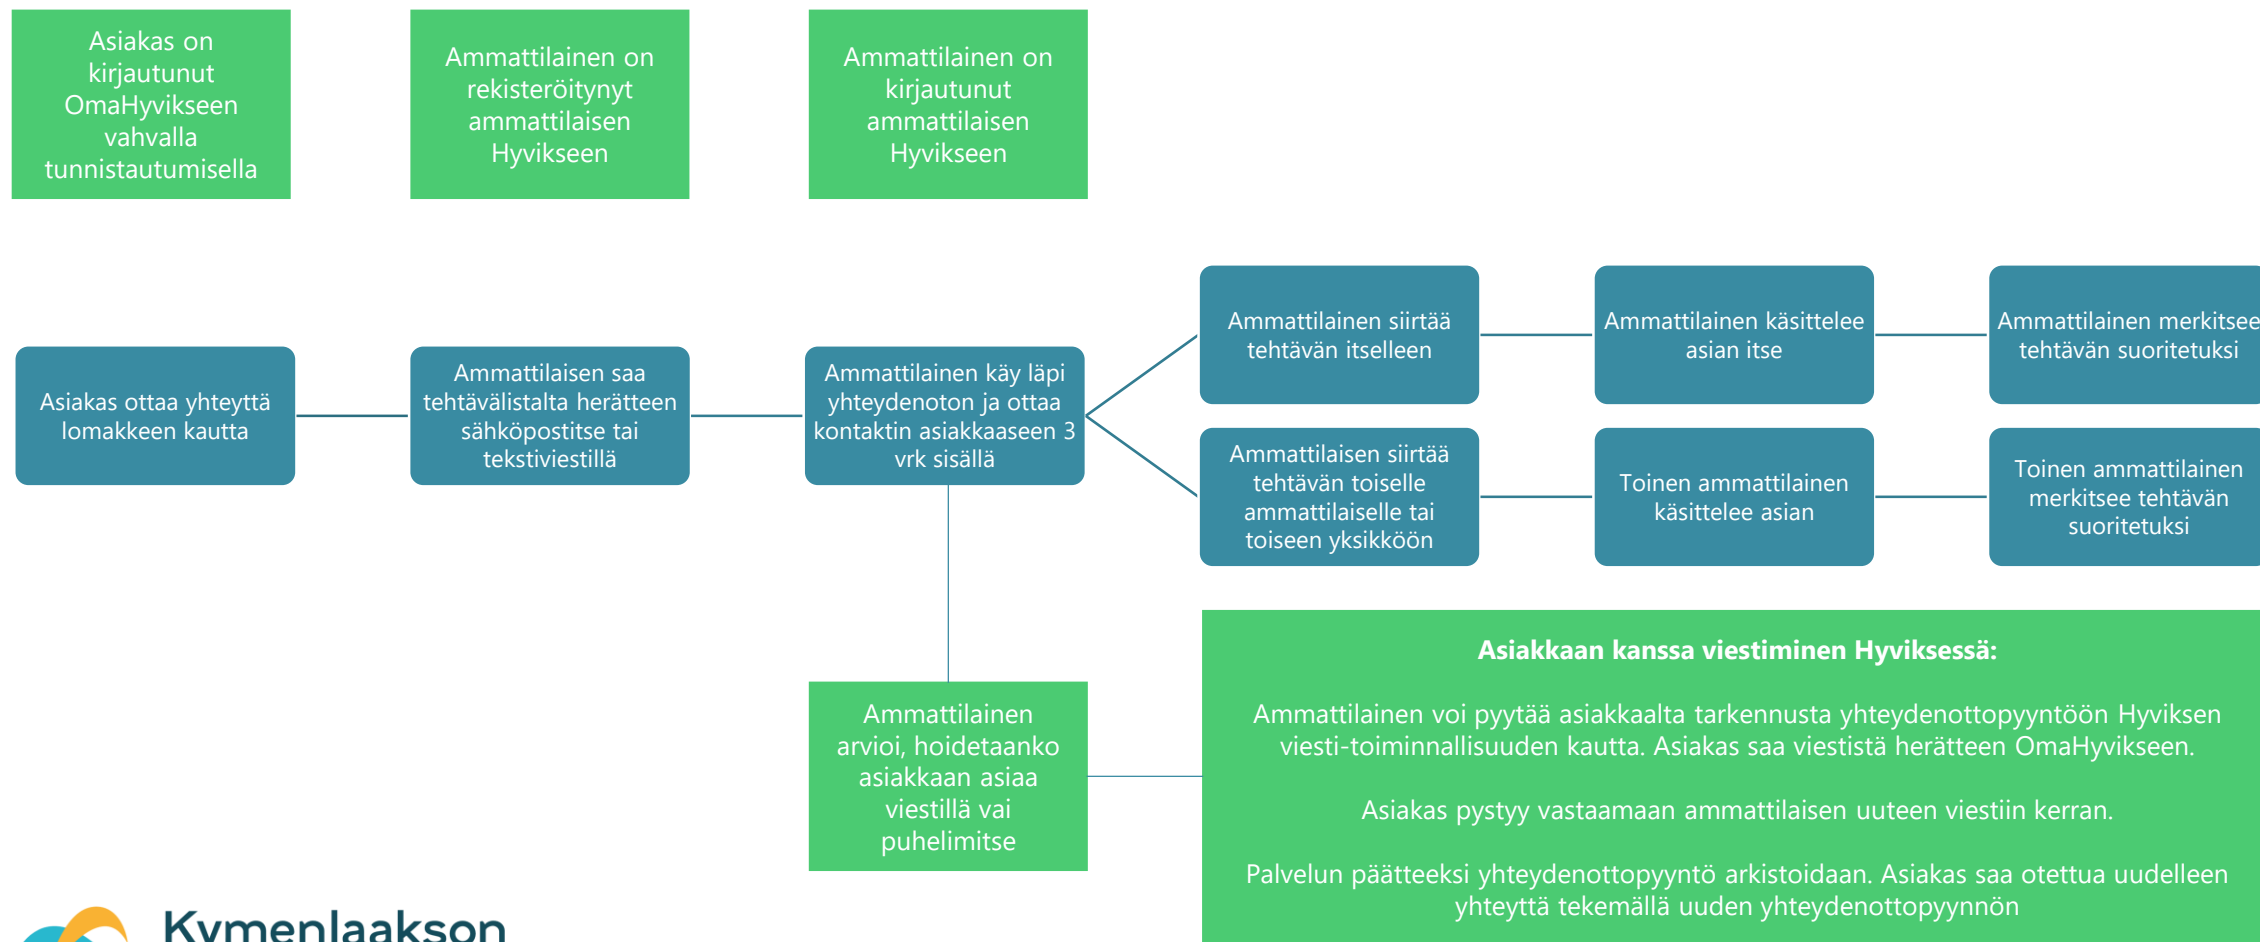 Asiakas on
kirjautunut
OmaHyvikseen
vahvalla
tunnistautumisella
Ammattilainen on
rekisteröitynyt
ammattilaisen
Hyvikseen
Ammattilainen on
kirjautunut
ammattilaisen
Hyvikseen
Asiakas ottaa yhteyttä
lomakkeen kautta
Ammattilaisen saa
tehtävälistalta herätteen
sähköpostitse tai
tekstiviestillä
Ammattilainen käy läpi
yhteydenoton ja ottaa
kontaktin asiakkaaseen 3
vrk sisällä
Ammattilainen siirtää
tehtävän itselleen
Ammattilainen käsittelee
asian itse
Ammattilainen merkitsee
tehtävän suoritetuksi
Ammattilaisen siirtää
tehtävän toiselle
ammattilaiselle tai
toiseen yksikköön
Toinen ammattilainen
käsittelee asian
Toinen ammattilainen
merkitsee tehtävän
suoritetuksi
Ammattilainen
arvioi, hoidetaanko
asiakkaan asiaa
viestillä vai
puhelimitse
Asiakkaan kanssa viestiminen Hyviksessä:
Ammattilainen voi pyytää asiakkaalta tarkennusta yhteydenottopyyntöön Hyviksen
viesti-toiminnallisuuden kautta. Asiakas saa viestistä herätteen OmaHyvikseen.
Asiakas pystyy vastaamaan ammattilaisen uuteen viestiin kerran.
Palvelun päätteeksi yhteydenottopyyntö arkistoidaan. Asiakas saa otettua uudelleen
yhteyttä tekemällä uuden yhteydenottopyynnön
Kymenlaakson